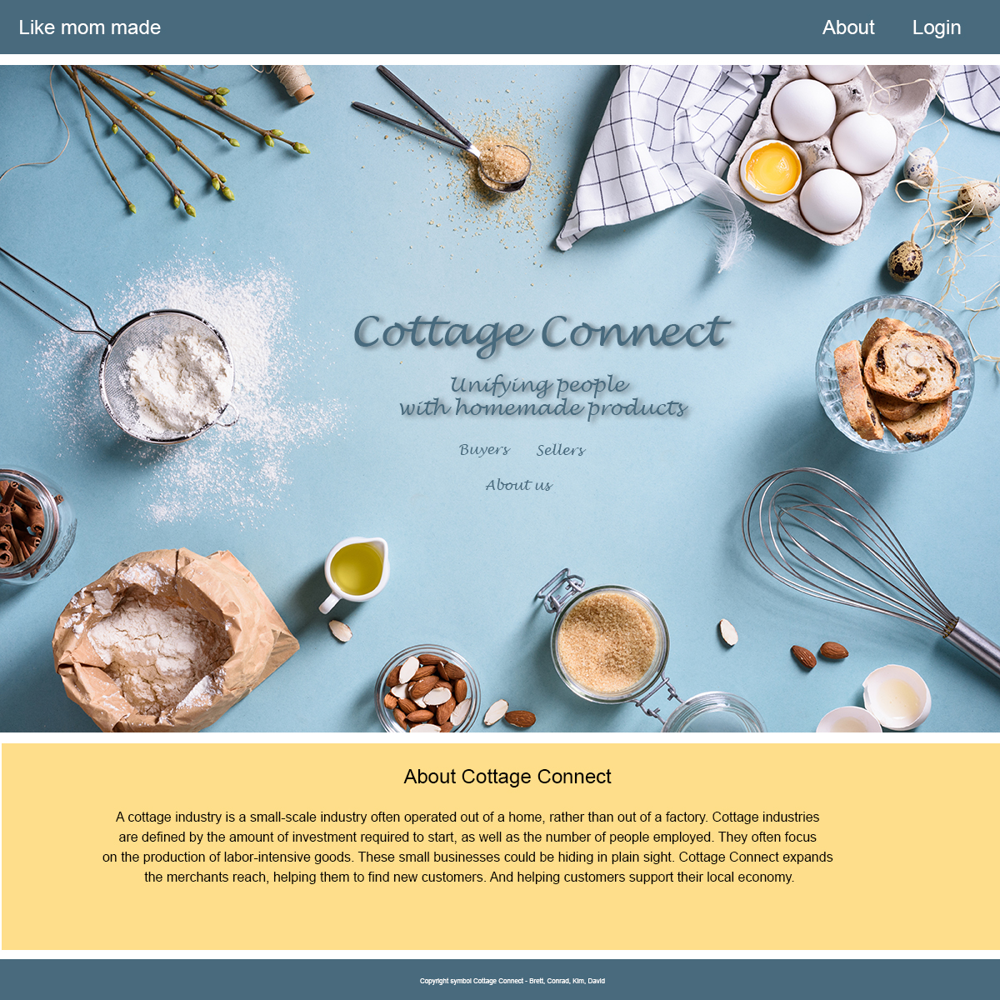 Like mom made
About
Login
Cottage Connect
Unifying people
with homemade products
Buyers
Sellers
About us
About Cottage Connect
A cottage industry is a small-scale industry often operated out of a home, rather than out of a factory. Cottage industries
are defined by the amount of investment required to start, as well as the number of people employed. They often focus
on the production of labor-intensive goods. These small businesses could be hiding in plain sight. Cottage Connect expands
the merchants reach, helping them to find new customers. And helping customers support their local economy.
Copyright symbol Cottage Connect - Brett, Conrad, Kim, David